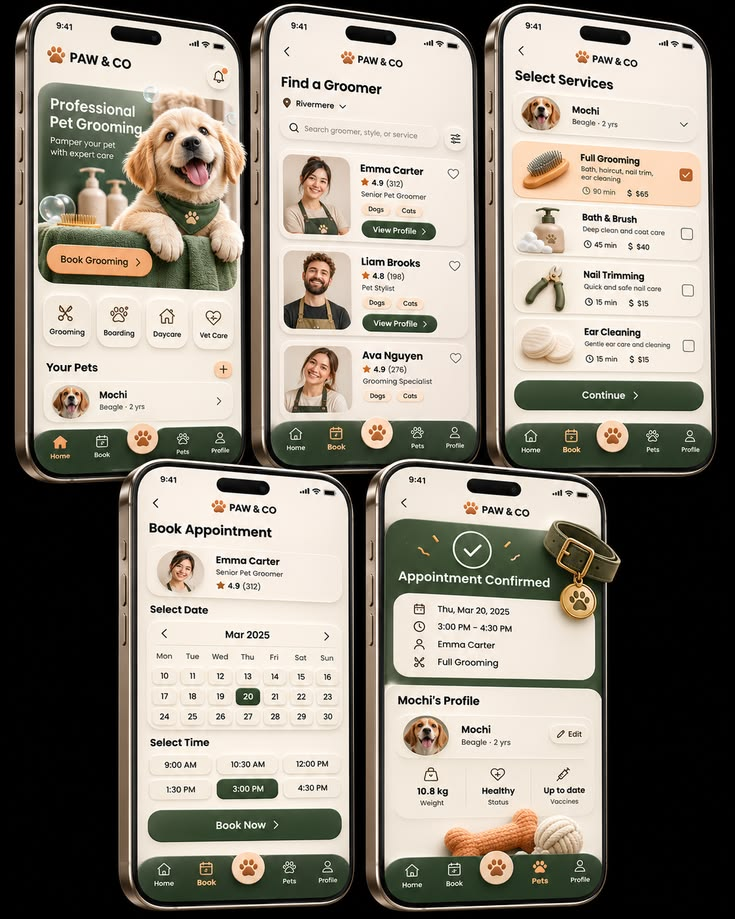 9:41
PAW & CO
Professional
Pet Grooming
Pamper your pet
with expert care
Book Grooming
Grooming
Boarding
Daycare
Vet Care
Your Pets
+
Mochi
Beagle · 2 yrs
Home
Book
Pets
Profile
9:41
PAW & CO
Find a Groomer
Rivermere
Search groomer, style, or service
Emma Carter
4.9 (312)
Senior Pet Groomer
Dogs
Cats
View Profile
Liam Brooks
4.8 (198)
Pet Stylist
Dogs
Cats
View Profile
Ava Nguyen
4.9 (276)
Grooming Specialist
Dogs
Cats
Home
Book
Pets
Profile
9:41
PAW & CO
Select Services
Mochi
Beagle · 2 yrs
Full Grooming
Bath, haircut, nail trim,
ear cleaning
90 min $ $65
Bath & Brush
Deep clean and coat care
45 min $ $40
Nail Trimming
Quick and safe nail care
15 min $ $15
Ear Cleaning
Gentle ear care and cleaning
15 min $ $15
Continue
Home
Book
Pets
Profile
9:41
PAW & CO
Book Appointment
Emma Carter
Senior Pet Groomer
4.9 (312)
Select Date
Mar 2025
Mon Tue Wed Thu Fri Sat Sun
10 11 12 13 14 15 16
17 18 19 20 21 22 23
24 25 26 27 28 29 30
Select Time
9:00 AM 10:30 AM 12:00 PM
1:30 PM 3:00 PM 4:30 PM
Book Now
Home
Book
Pets
Profile
9:41
PAW & CO
Appointment Confirmed
Thu, Mar 20, 2025
3:00 PM – 4:30 PM
Emma Carter
Full Grooming
Mochi's Profile
Mochi
Beagle · 2 yrs
Edit
10.8 kg
Weight
Healthy
Status
Up to date
Vaccines
Home
Book
Pets
Profile